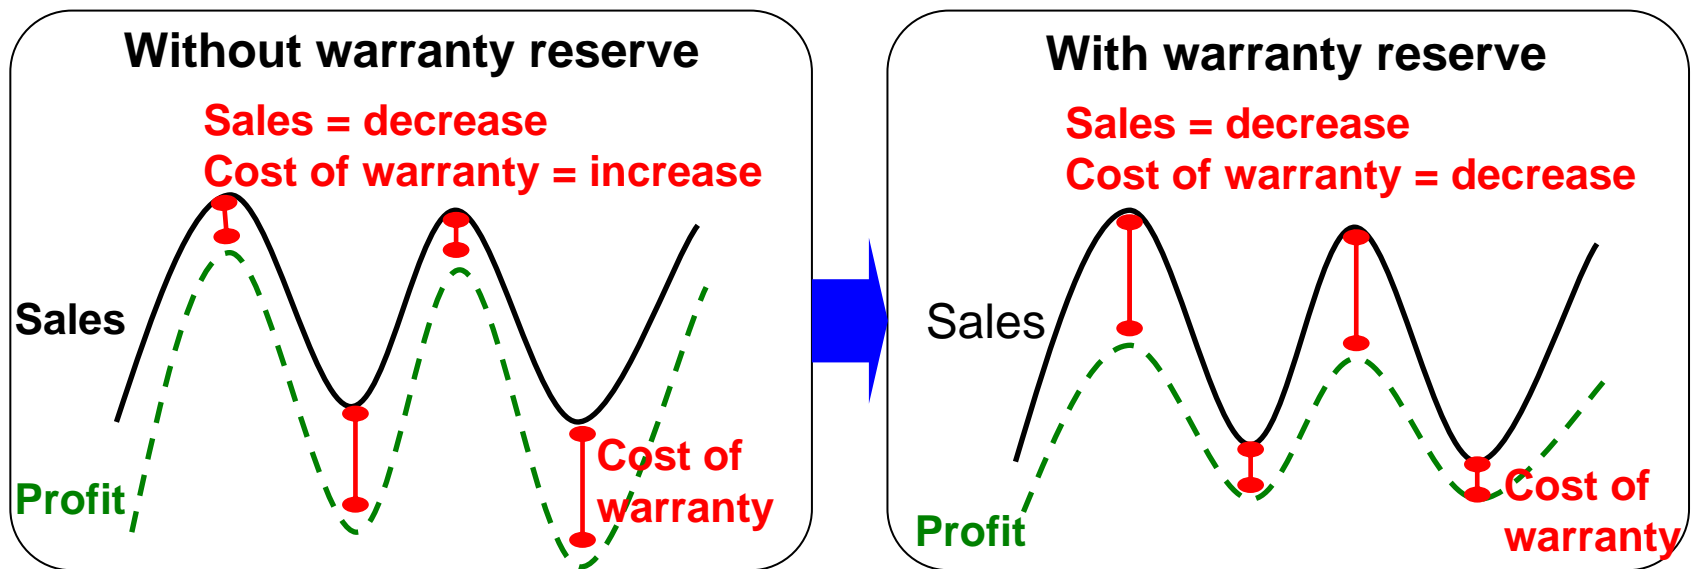 Without warranty reserve
Sales = decrease
Cost of warranty = increase
Sales
Profit
Cost of
warranty
With warranty reserve
Sales = decrease
Cost of warranty = decrease
Sales
Profit
Cost of
warranty